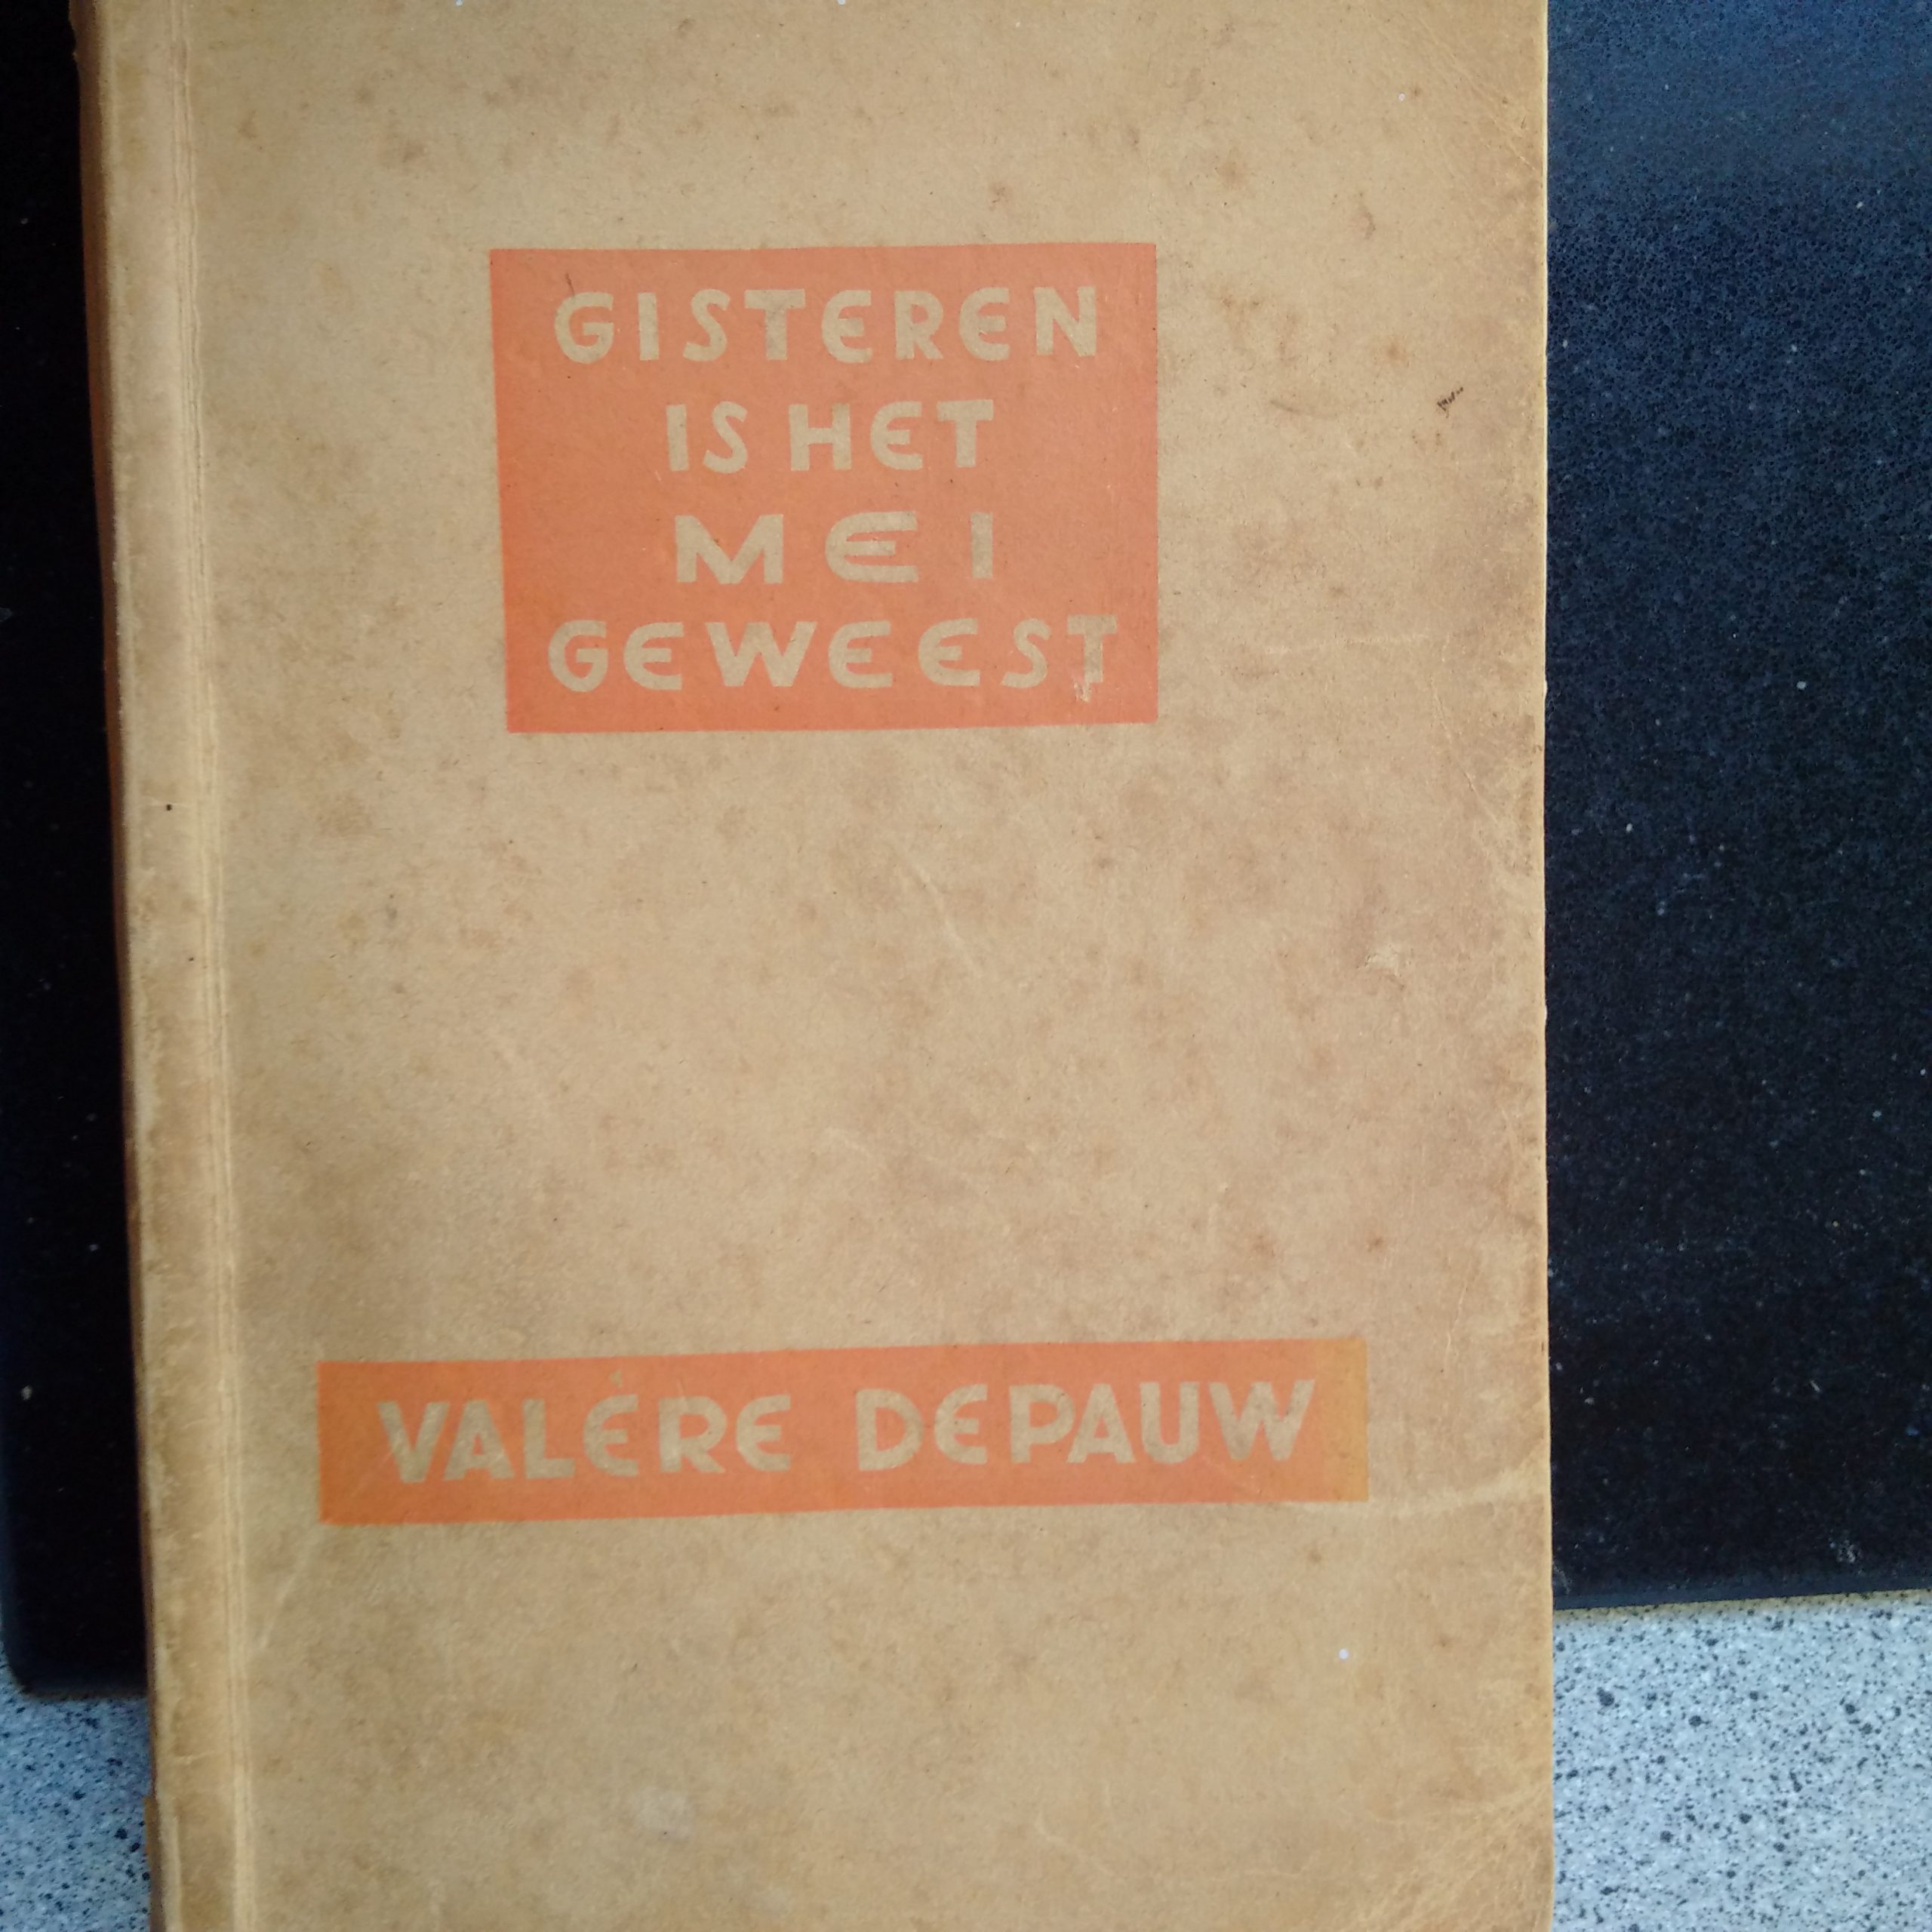 GISTEREN
IS HET
MEI
GEWEEST
VALÈRE DEPAUW